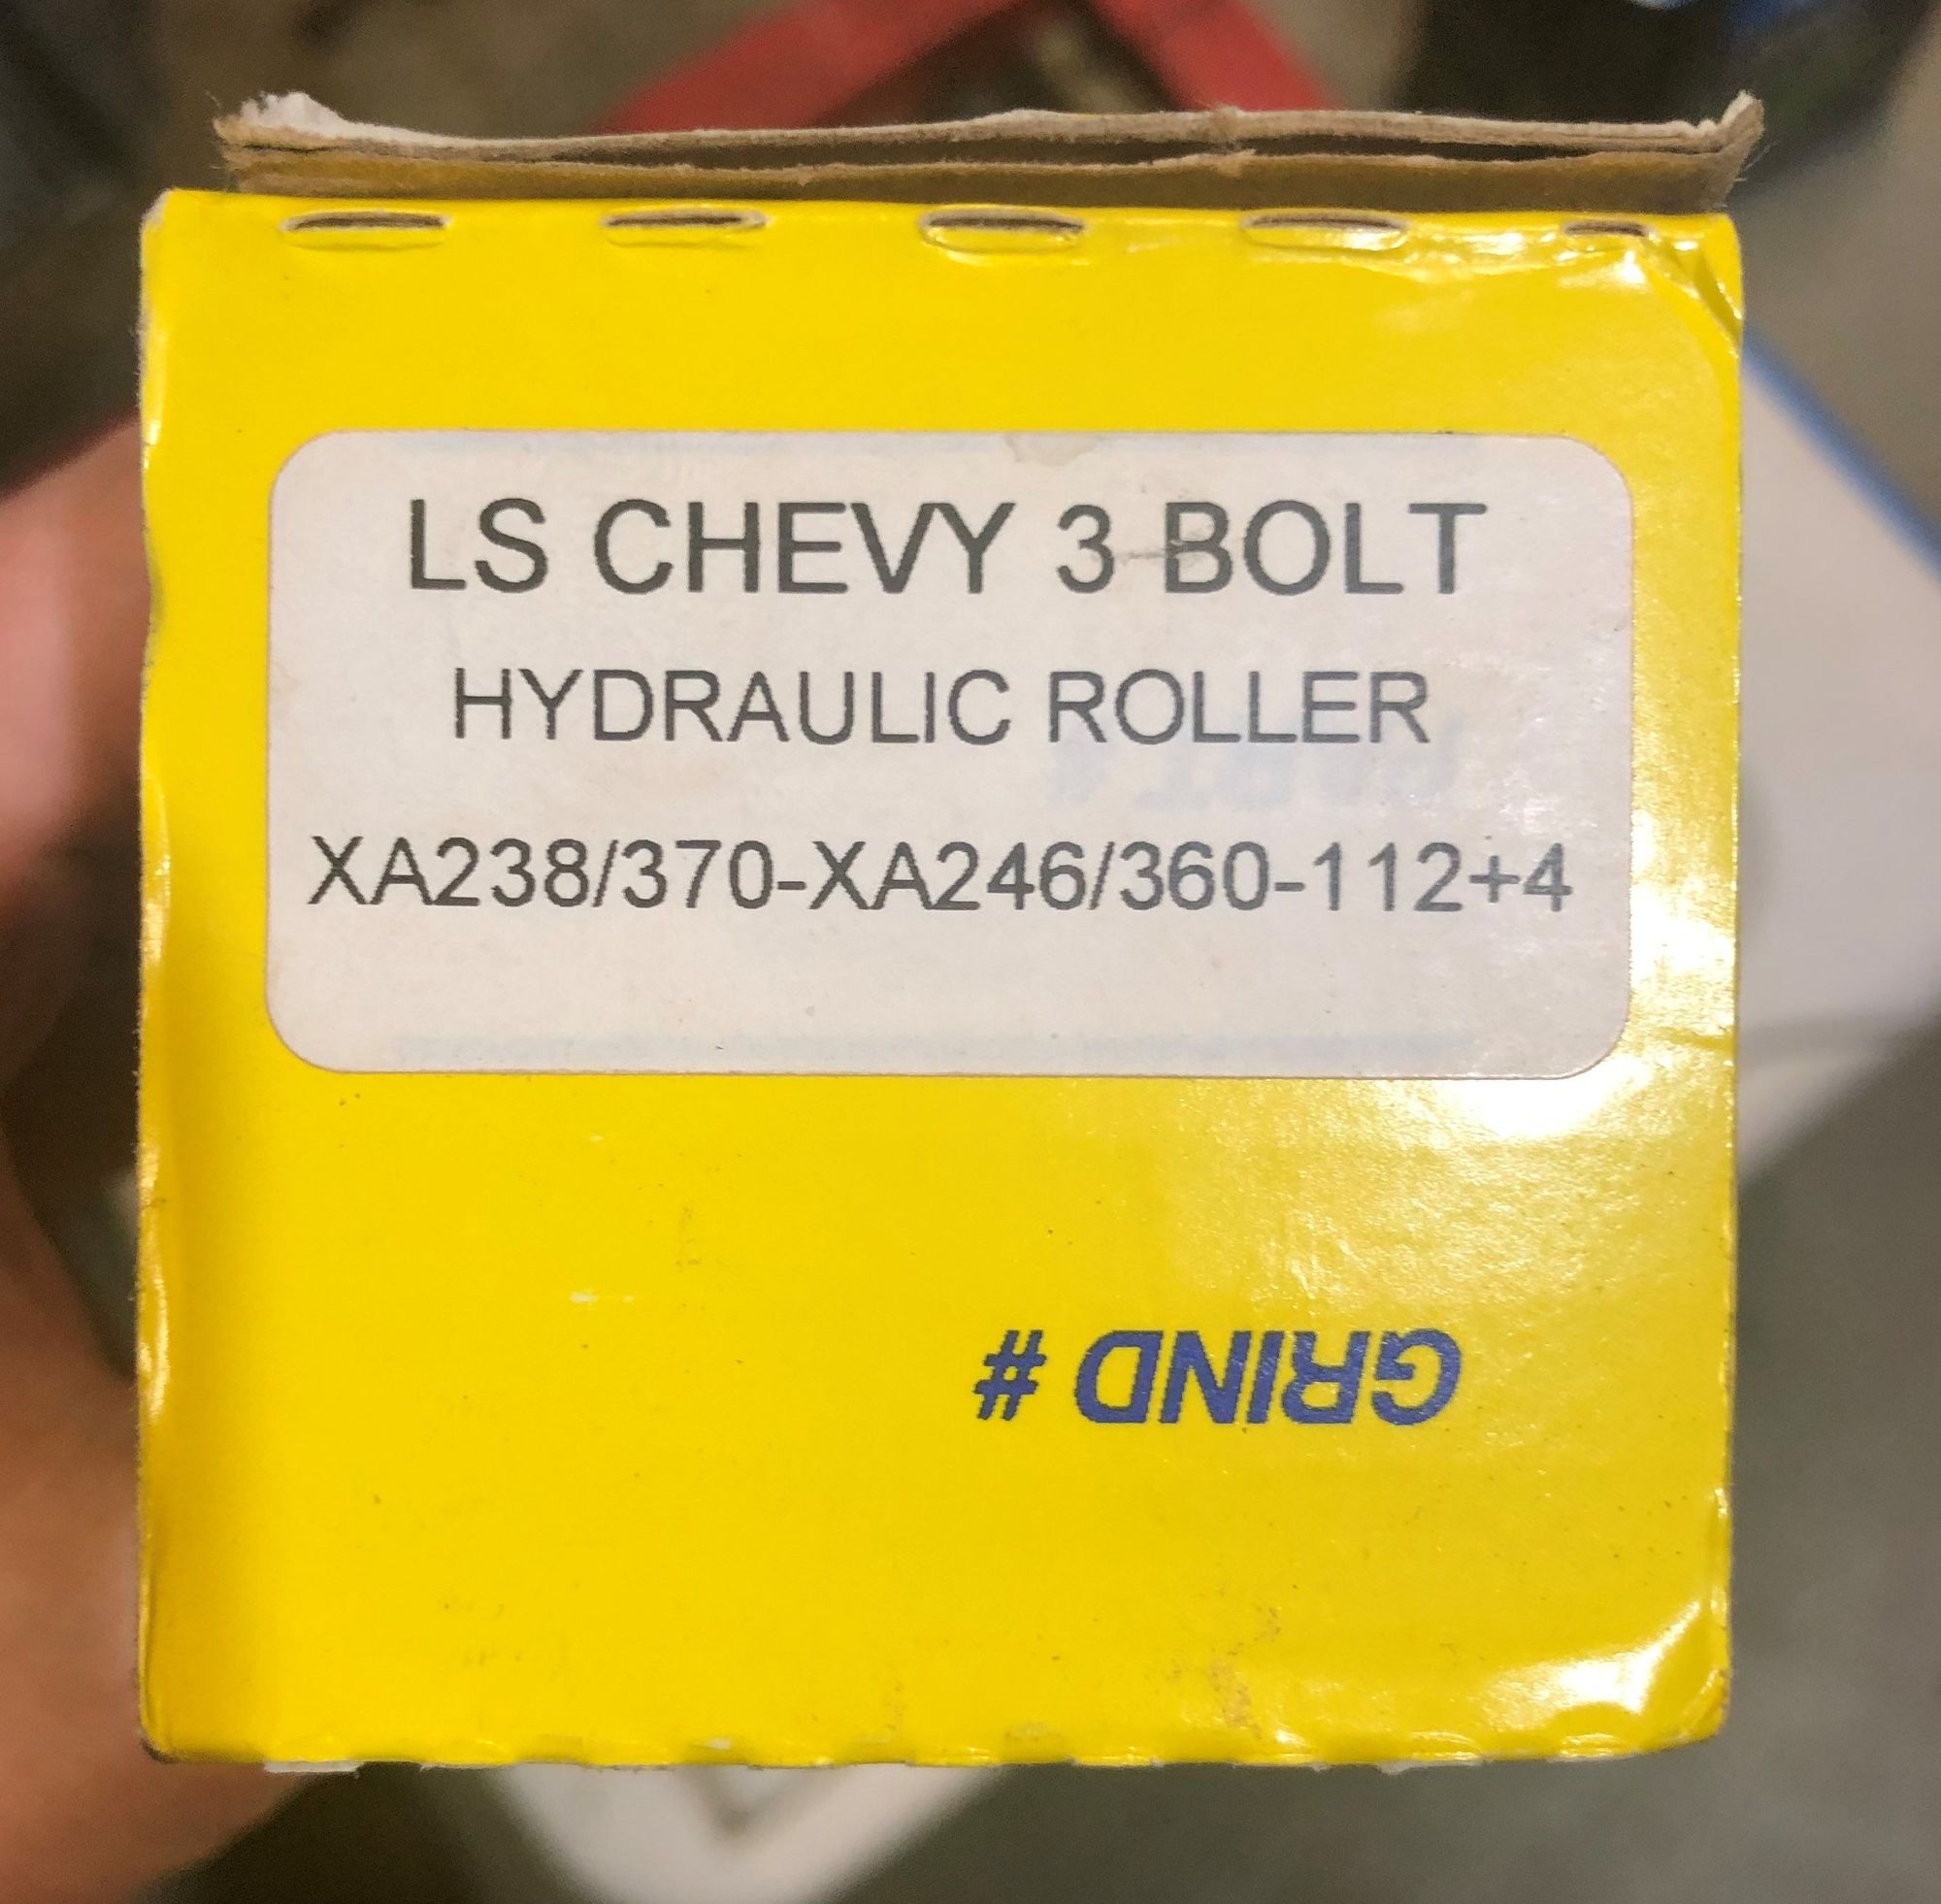 LS CHEVY 3 BOLT
HYDRAULIC ROLLER
XA238/370-XA246/360-112+4
GRIND #